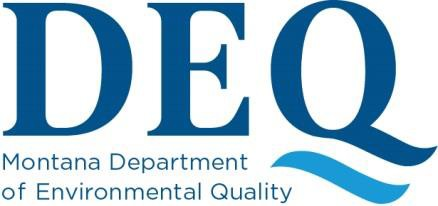 DEQ
Montana Department
of Environmental Quality